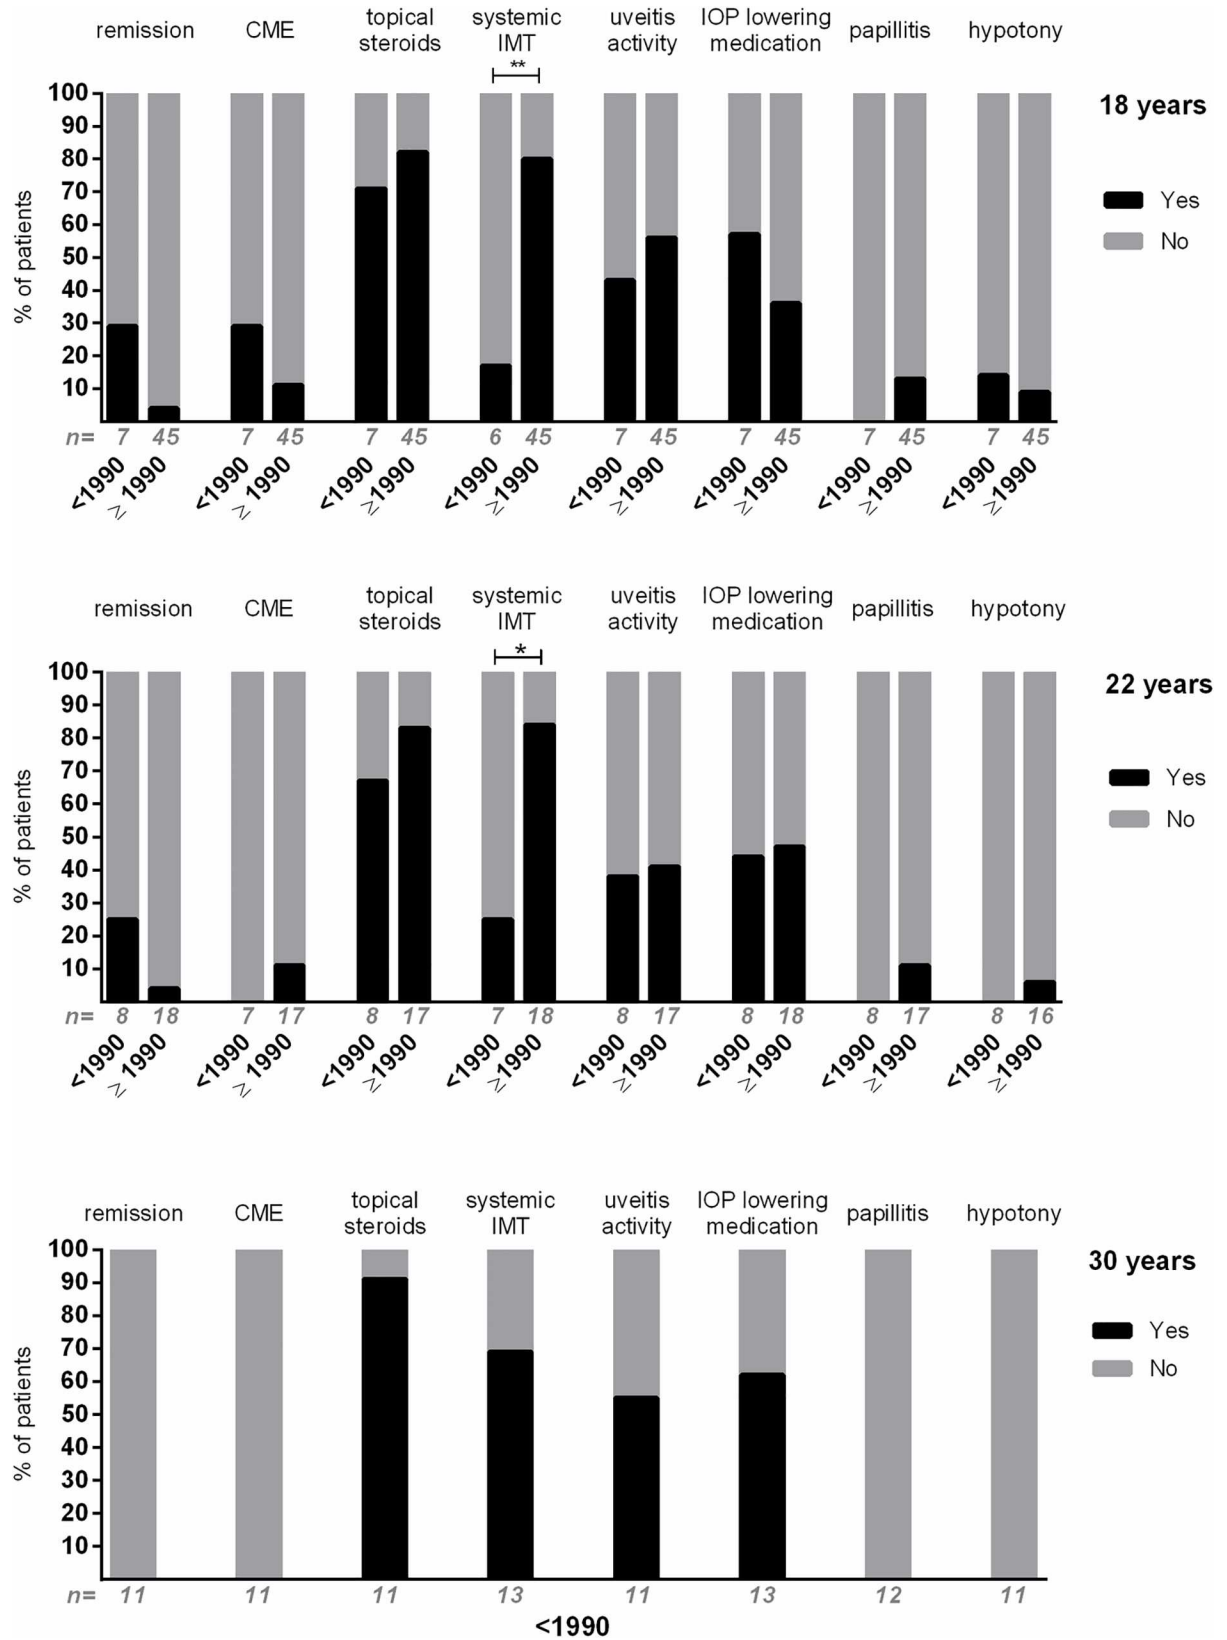 remission CME topical steroids systemic IMT uveitis activity IOP lowering medication papillitis hypotony
**
18 years
% of patients
100
90
80
70
60
50
40
30
20
10
Yes
No
n= 7 45 7 45 7 45 6 45 7 45 7 45 7 45 7 45
<1990 ≥1990 <1990 ≥1990 <1990 ≥1990 <1990 ≥1990 <1990 ≥1990 <1990 ≥1990 <1990 ≥1990 <1990 ≥1990
remission CME topical steroids systemic IMT uveitis activity IOP lowering medication papillitis hypotony
*
22 years
% of patients
100
90
80
70
60
50
40
30
20
10
Yes
No
n= 8 18 7 17 8 17 7 18 8 17 8 18 8 17 8 16
<1990 ≥1990 <1990 ≥1990 <1990 ≥1990 <1990 ≥1990 <1990 ≥1990 <1990 ≥1990 <1990 ≥1990 <1990 ≥1990
remission CME topical steroids systemic IMT uveitis activity IOP lowering medication papillitis hypotony
30 years
% of patients
100
90
80
70
60
50
40
30
20
10
Yes
No
n= 11 11 11 13 11 13 12 11
<1990